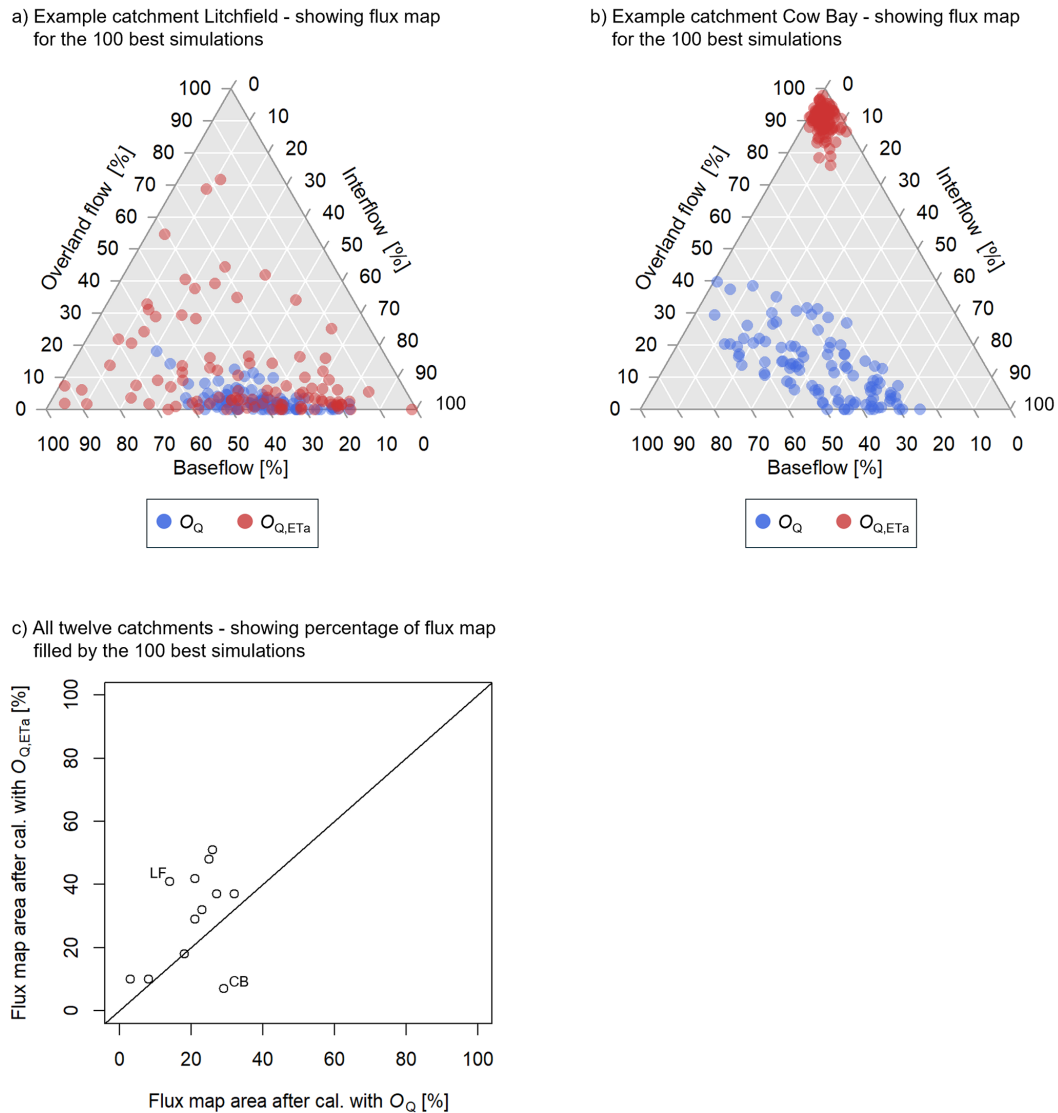 a) Example catchment Litchfield - showing flux map
for the 100 best simulations
100 0
90 10
80 20
70 30
60 40
50 50
40 60
30 70
20 80
10 90
0 100
Overland flow [%]
Interflow [%]
100 90 80 70 60 50 40 30 20 10 0
Baseflow [%]
OQ OQ,ETa
b) Example catchment Cow Bay - showing flux map
for the 100 best simulations
100 0
90 10
80 20
70 30
60 40
50 50
40 60
30 70
20 80
10 90
0 100
Overland flow [%]
Interflow [%]
100 90 80 70 60 50 40 30 20 10 0
Baseflow [%]
OQ OQ,ETa
c) All twelve catchments - showing percentage of flux map
filled by the 100 best simulations
Flux map area after cal. with OQ,ETa [%]
100
80
60
40
20
0
LF
CB
0 20 40 60 80 100
Flux map area after cal. with OQ [%]